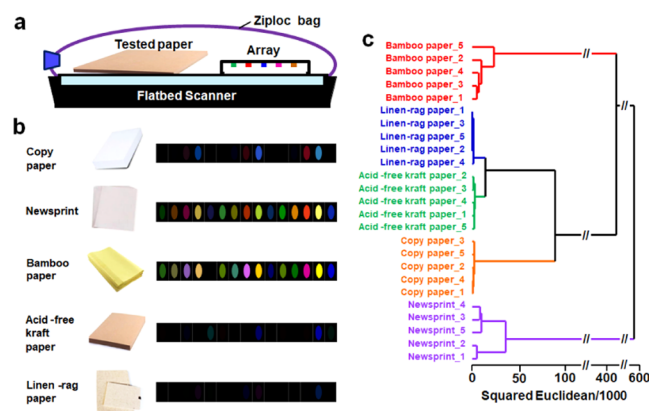 a
Ziploc bag
Tested paper
Array
Flatbed Scanner
b
Copy
paper
Newsprint
Bamboo
paper
Acid -free
kraft
paper
Linen -rag
paper
c
Bamboo paper_5
Bamboo paper_2
Bamboo paper_4
Bamboo paper_3
Bamboo paper_1
Linen-rag paper_1
Linen-rag paper_3
Linen-rag paper_5
Linen-rag paper_2
Linen-rag paper_4
Acid -free kraft paper_2
Acid -free kraft paper_3
Acid -free kraft paper_4
Acid -free kraft paper_1
Acid -free kraft paper_5
Copy paper_3
Copy paper_5
Copy paper_2
Copy paper_4
Copy paper_1
Newsprint_4
Newsprint_3
Newsprint_5
Newsprint_2
Newsprint_1
0 50 100 400 600
Squared Euclidean/1000